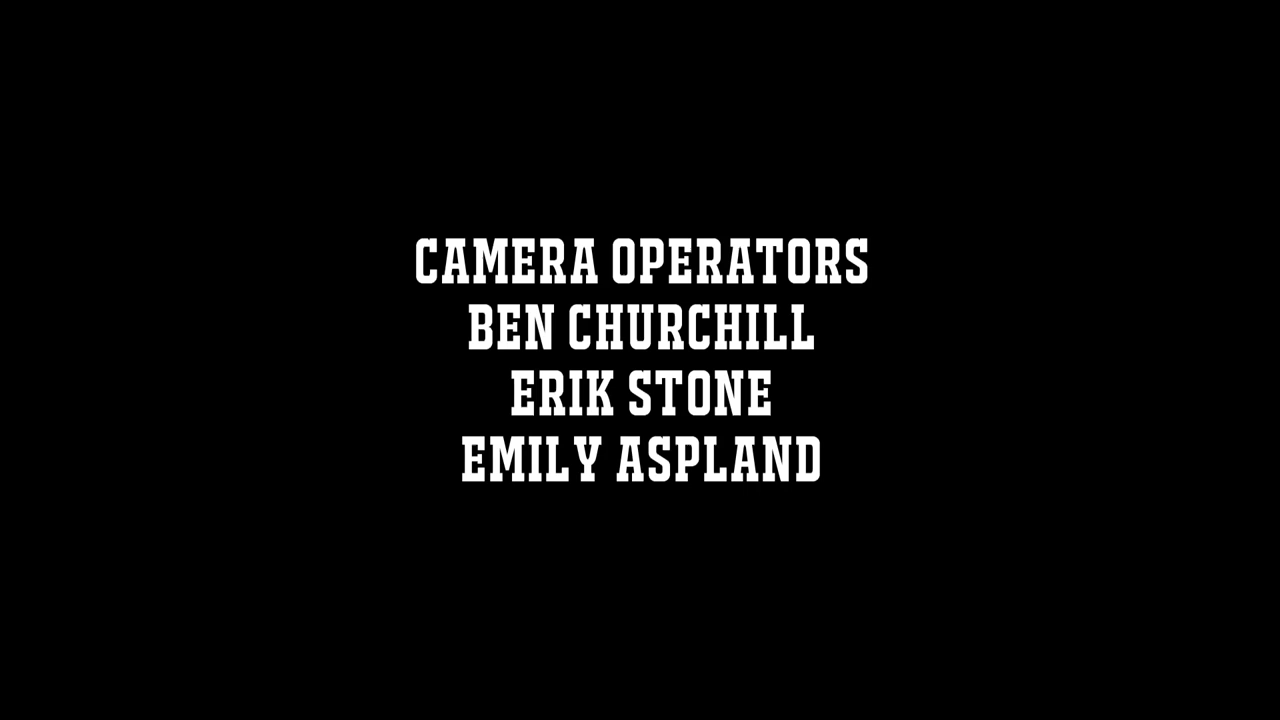 CAMERA OPERATORS
BEN CHURCHILL
ERIK STONE
EMILY ASPLAND